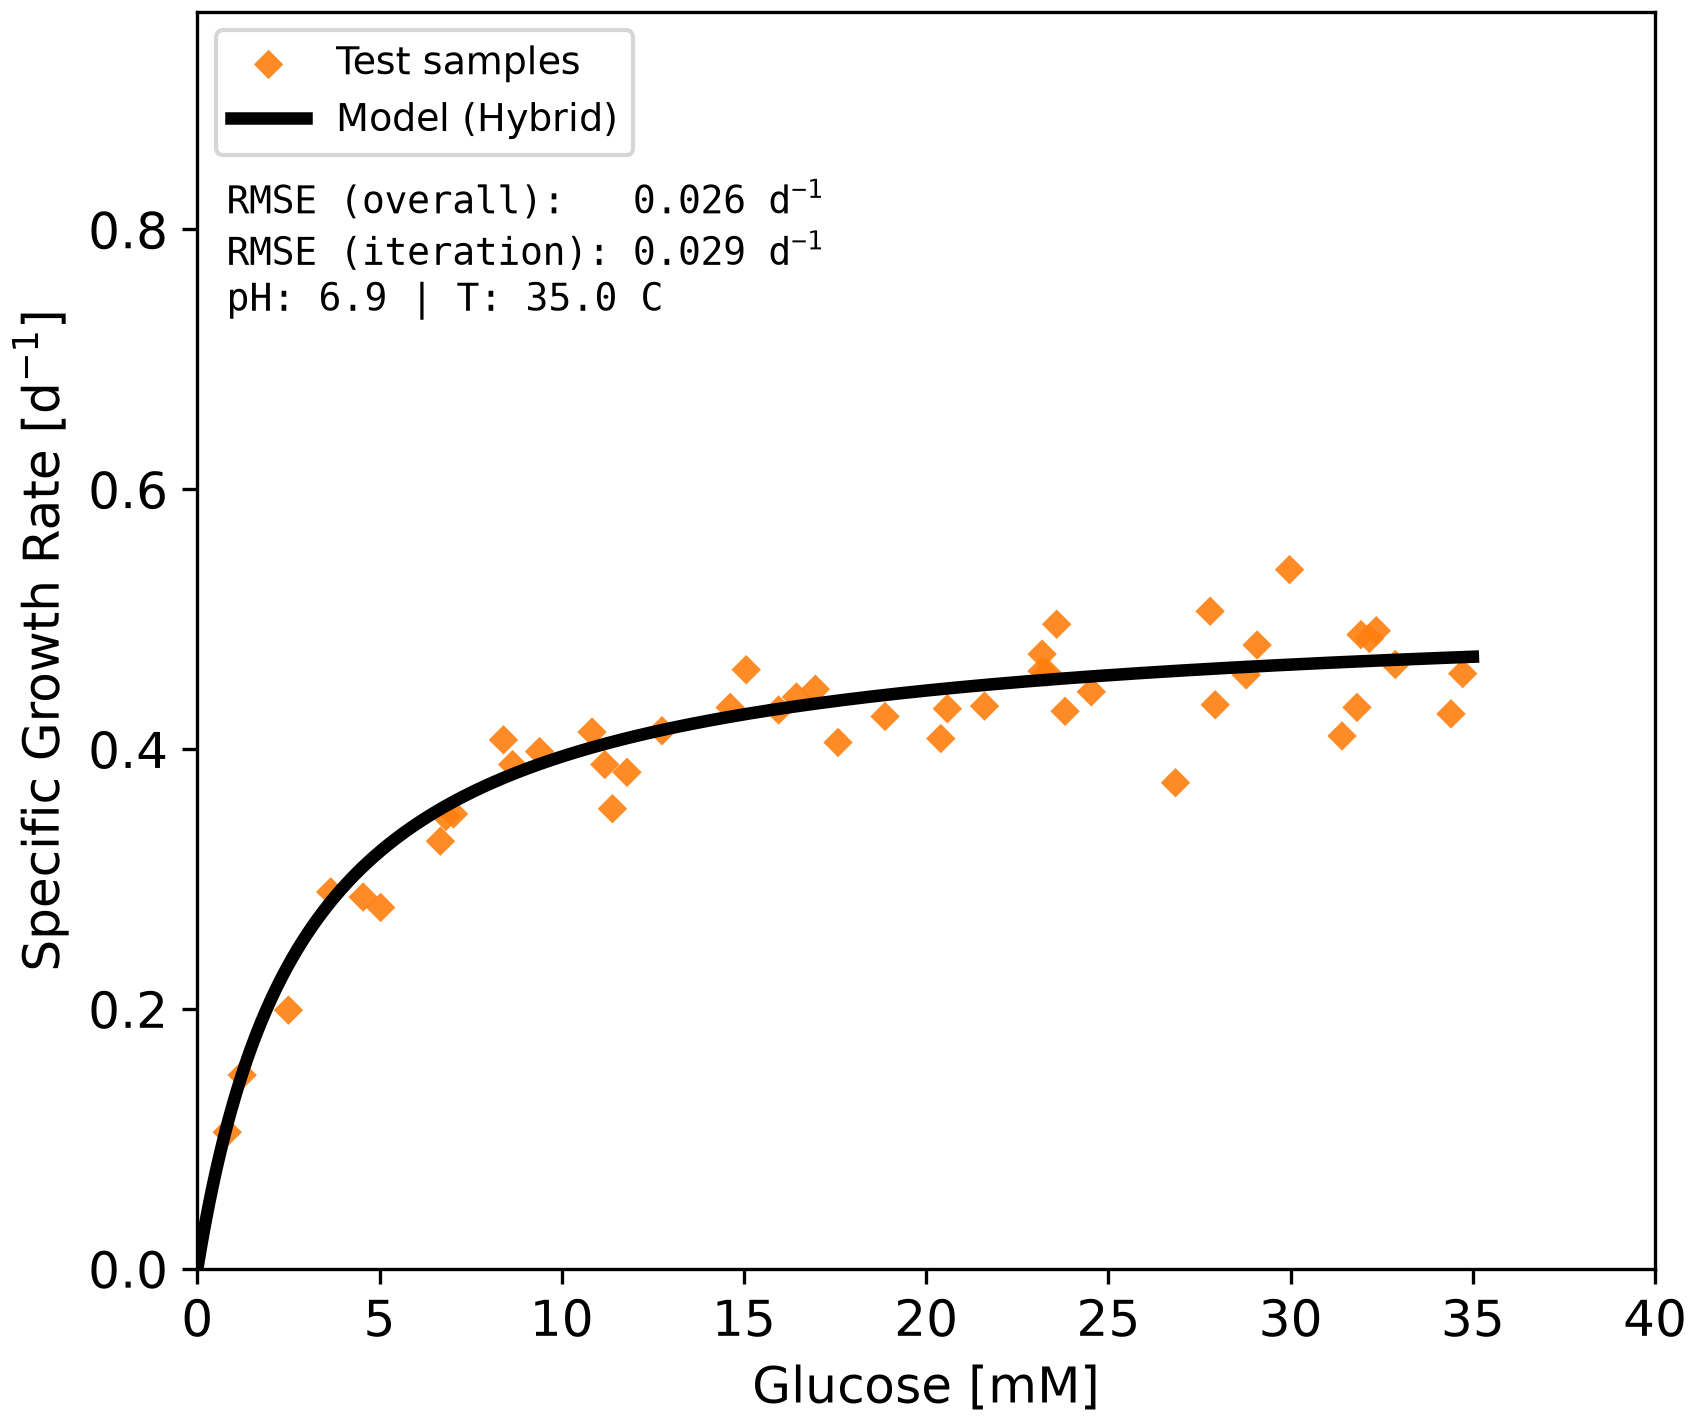 Test samples
Model (Hybrid)
RMSE (overall):   0.026 d⁻¹
RMSE (iteration): 0.029 d⁻¹
pH: 6.9 | T: 35.0 C
Specific Growth Rate [d⁻¹]
0.8
0.6
0.4
0.2
0.0
0 5 10 15 20 25 30 35 40
Glucose [mM]